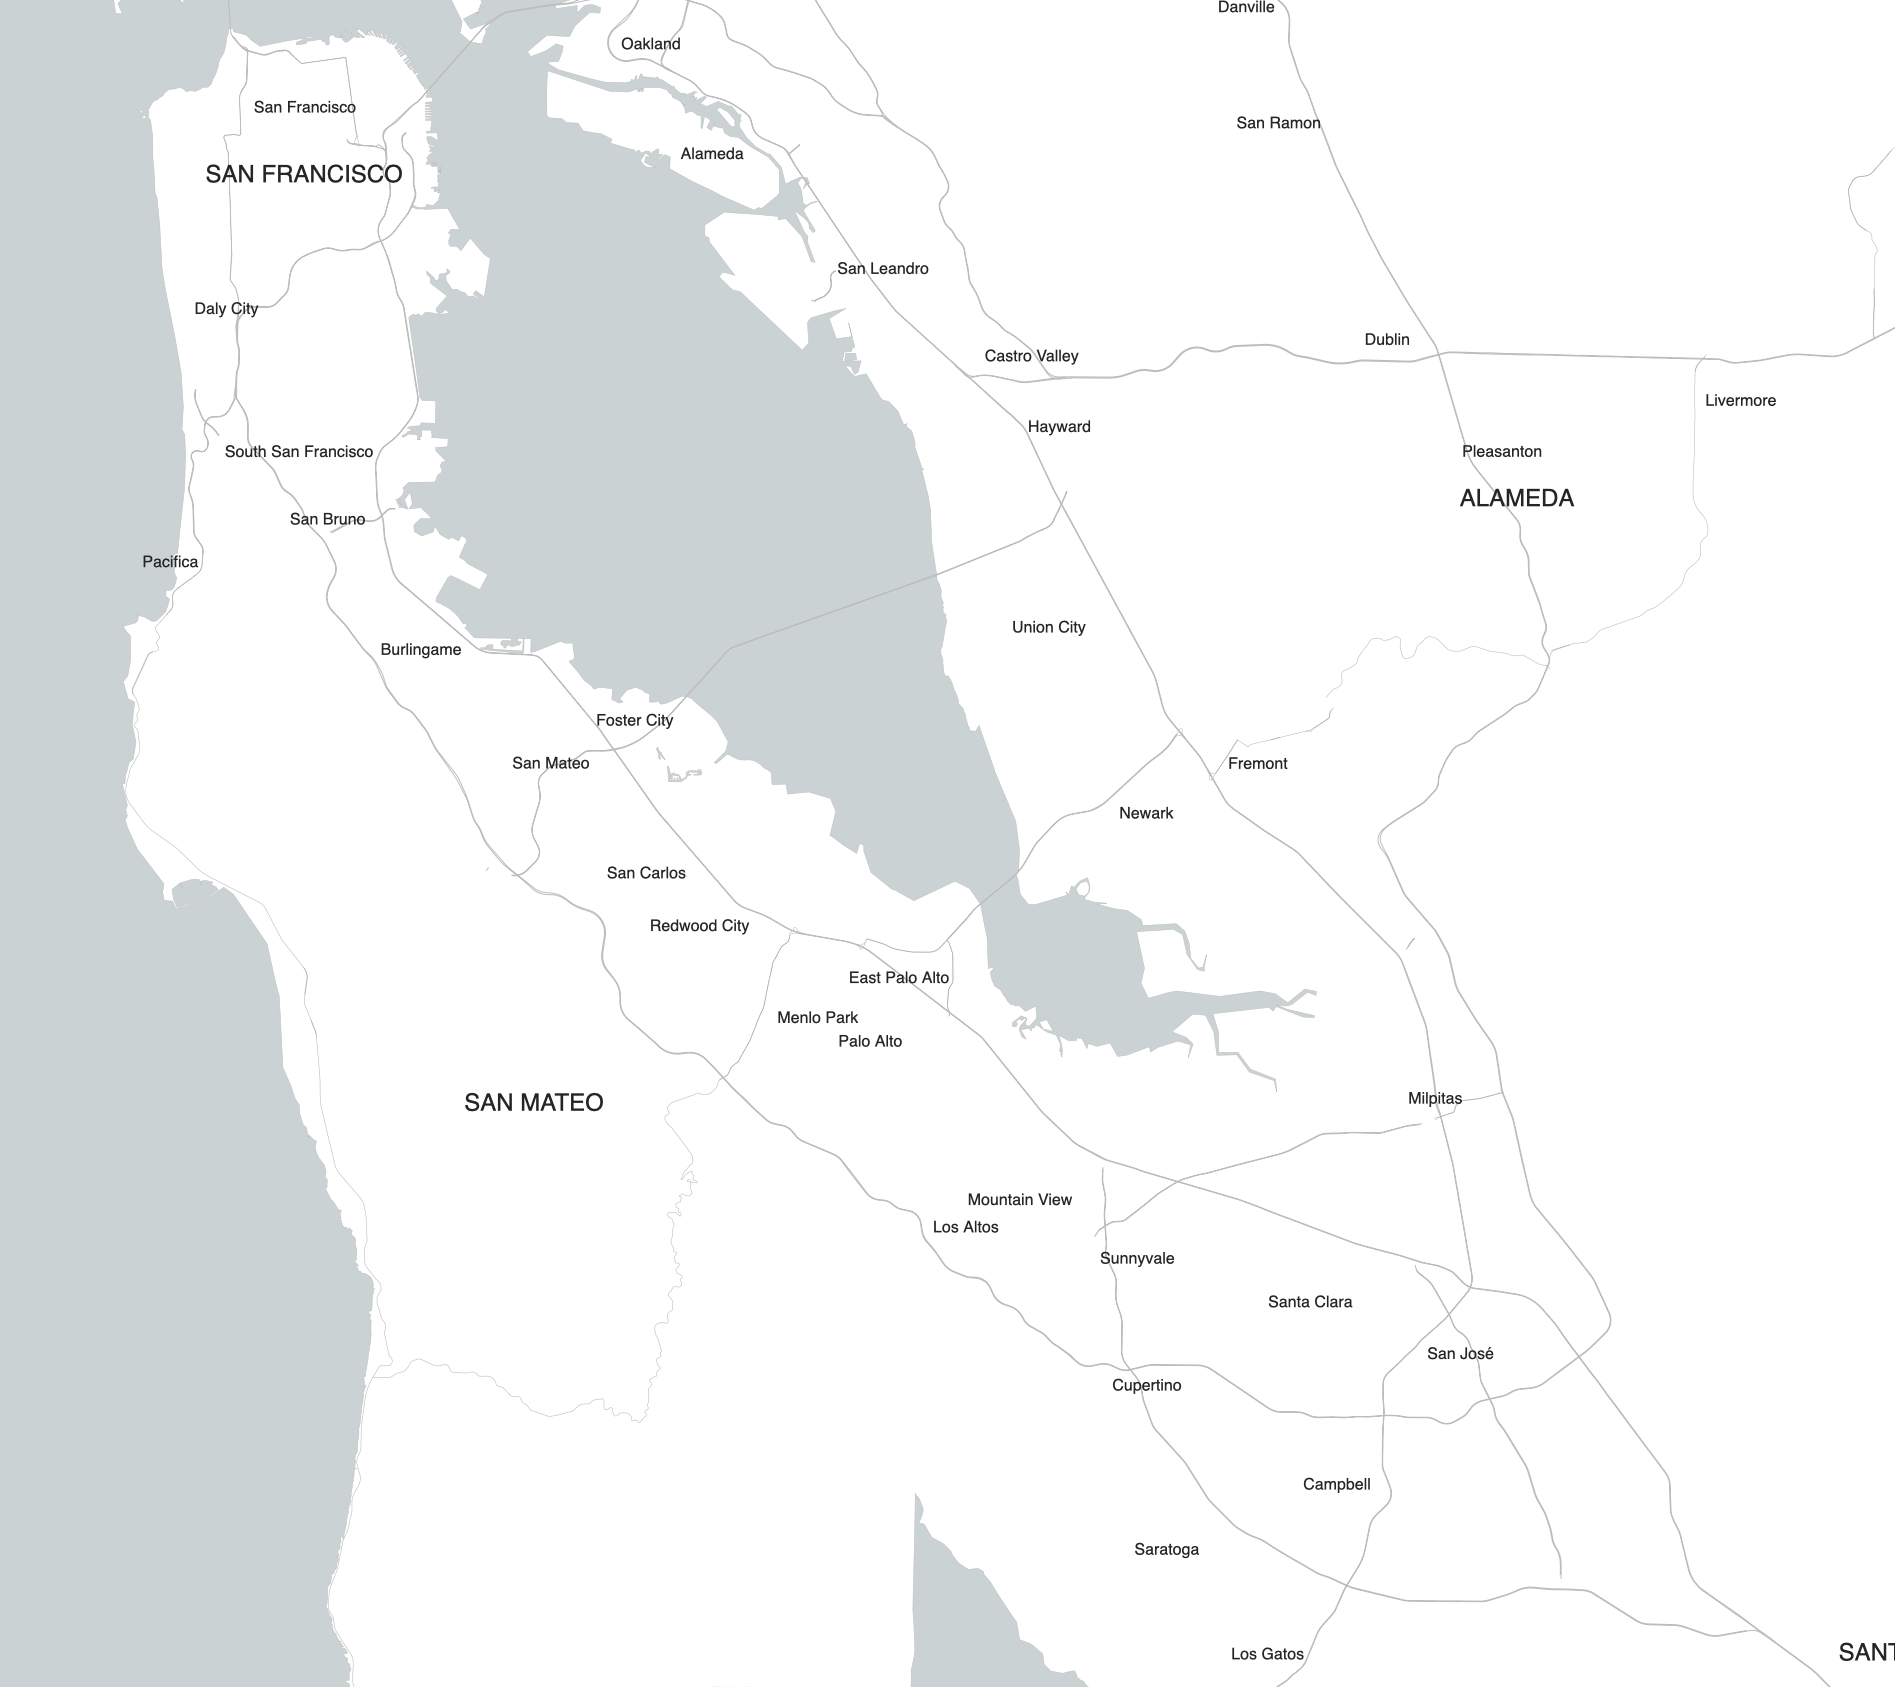 Danville
Oakland
San Francisco
San Ramon
Alameda
SAN FRANCISCO
San Leandro
Daly City
Dublin
Castro Valley
Livermore
Hayward
South San Francisco
Pleasanton
ALAMEDA
San Bruno
Pacifica
Union City
Burlingame
Foster City
San Mateo
Fremont
Newark
San Carlos
Redwood City
East Palo Alto
Menlo Park
Palo Alto
SAN MATEO
Milpitas
Mountain View
Los Altos
Sunnyvale
Santa Clara
San José
Cupertino
Campbell
Saratoga
Los Gatos
SANT